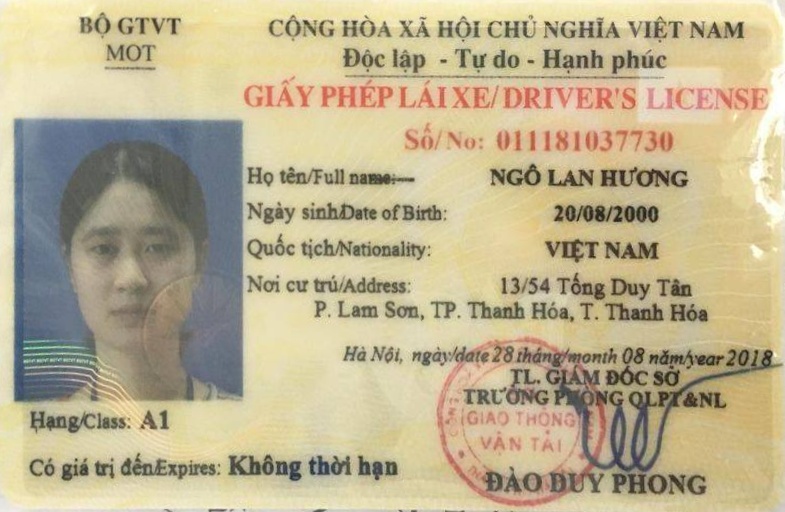 BỘ GTVT
MOT
CỘNG HÒA XÃ HỘI CHỦ NGHĨA VIỆT NAM
Độc lập - Tự do - Hạnh phúc
GIẤY PHÉP LÁI XE/DRIVER'S LICENSE
Số/No: 011181037730
Họ tên/Full name: NGÔ LAN HƯƠNG
Ngày sinh/Date of Birth: 20/08/2000
Quốc tịch/Nationality: VIỆT NAM
Nơi cư trú/Address: 13/54 Tống Duy Tân
P. Lam Sơn, TP. Thanh Hóa, T. Thanh Hóa
Hà Nội, ngày/date 28 tháng/month 08 năm/year 2018
TL. GIÁM ĐỐC SỞ
TRƯỞNG PHÒNG QLPT&NL
GIAO THÔNG
VẬN TẢI
ĐÀO DUY PHONG
Hạng/Class: A1
Có giá trị đến/Expires: Không thời hạn